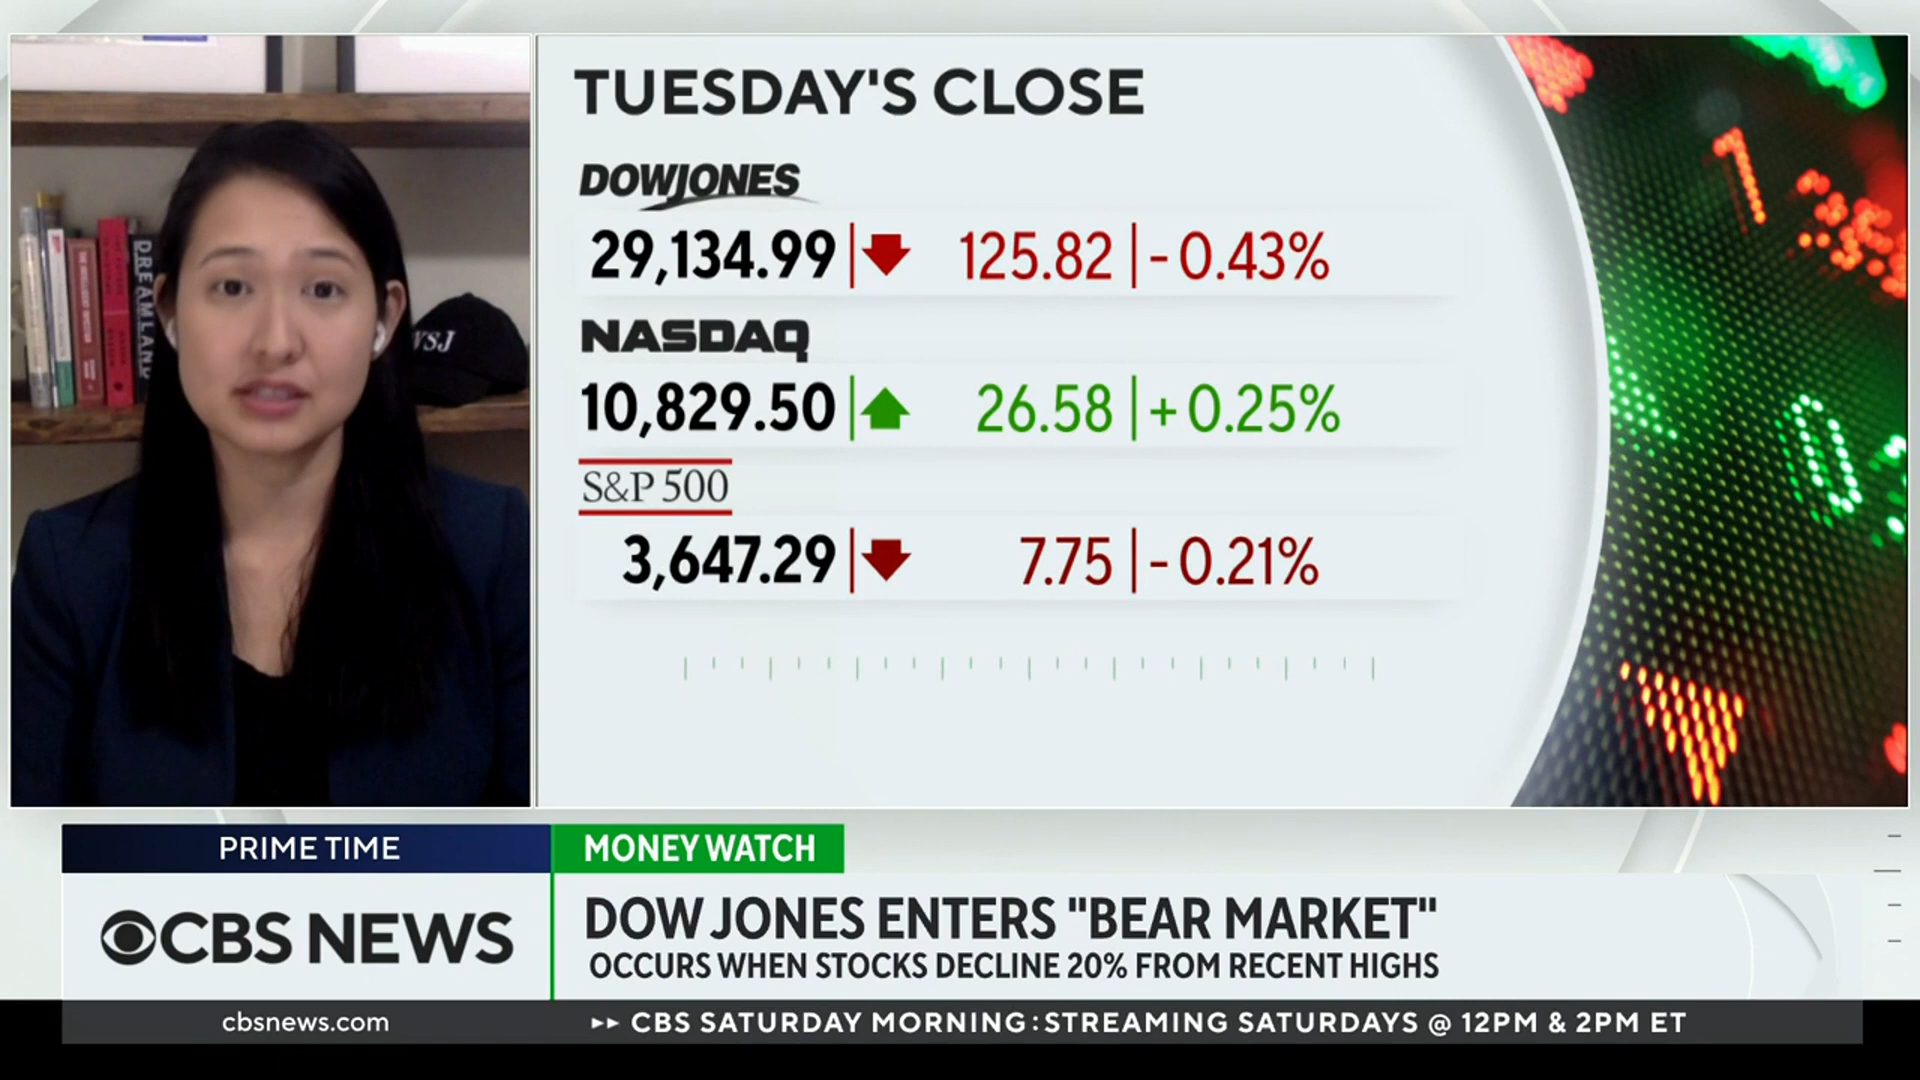 TUESDAY'S CLOSE
DOWJONES
29,134.99 125.82 - 0.43%
NASDAQ
10,829.50 26.58 + 0.25%
S&P 500
3,647.29 7.75 - 0.21%
DREAMLAND
WSJ
PRIME TIME
MONEY WATCH
CBS NEWS
DOW JONES ENTERS "BEAR MARKET"
OCCURS WHEN STOCKS DECLINE 20% FROM RECENT HIGHS
cbsnews.com
CBS SATURDAY MORNING: STREAMING SATURDAYS @ 12PM & 2PM ET